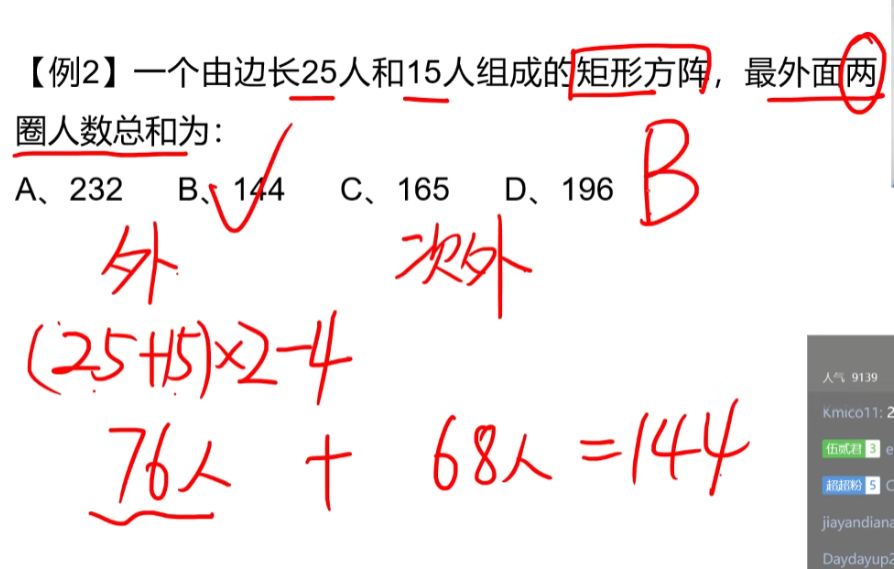 【例2】一个由边长25人和15人组成的矩形方阵，最外面两
圈人数总和为：
A、232 B、144 C、165 D、196
B
外 次外
(25+15)×2-4
76人 + 68人 =144
人气 9139
Kmico11: 2
伍贰君 3 e
超超粉 5 C
jiayandiana
Daydayup2